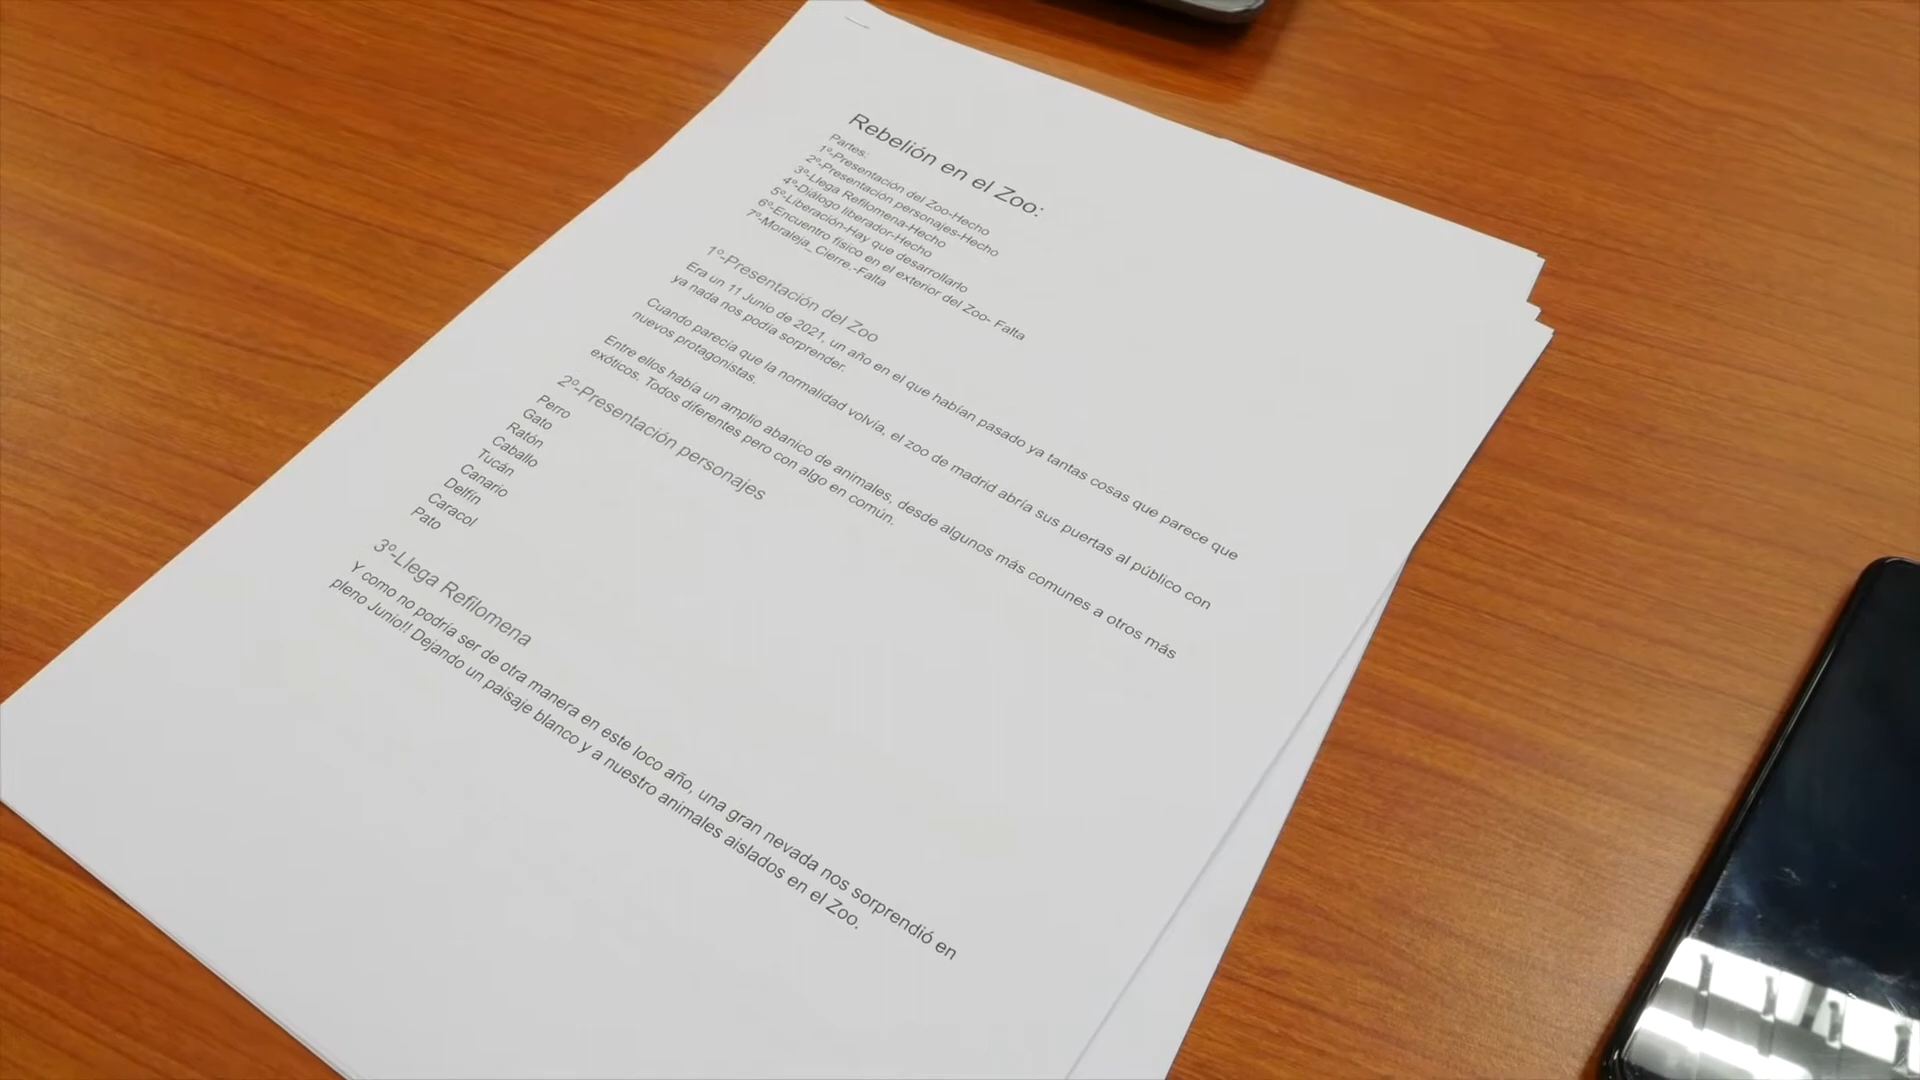 Rebelión en el Zoo:
Partes:
1º-Presentación del Zoo-Hecho
2º-Presentación personajes-Hecho
3º-Llega Refilomena-Hecho
4º-Diálogo liberador-Hecho
5º-Liberación-Hay que desarrollarlo
6º-Encuentro físico en el exterior del Zoo- Falta
7º-Moraleja_ Cierre.-Falta
1º-Presentación del Zoo
Era un 11 Junio de 2021, un año en el que habían pasado ya tantas cosas que parece que
ya nada nos podía sorprender.
Cuando parecía que la normalidad volvía, el zoo de madrid abría sus puertas al público con
nuevos protagonistas.
Entre ellos había un amplio abanico de animales, desde algunos más comunes a otros más
exóticos. Todos diferentes pero con algo en común.
2º-Presentación personajes
Perro
Gato
Ratón
Caballo
Tucán
Canario
Delfín
Caracol
Pato
3º-Llega Refilomena
Y como no podría ser de otra manera en este loco año, una gran nevada nos sorprendió en
pleno Junio!! Dejando un paisaje blanco y a nuestro animales aislados en el Zoo.